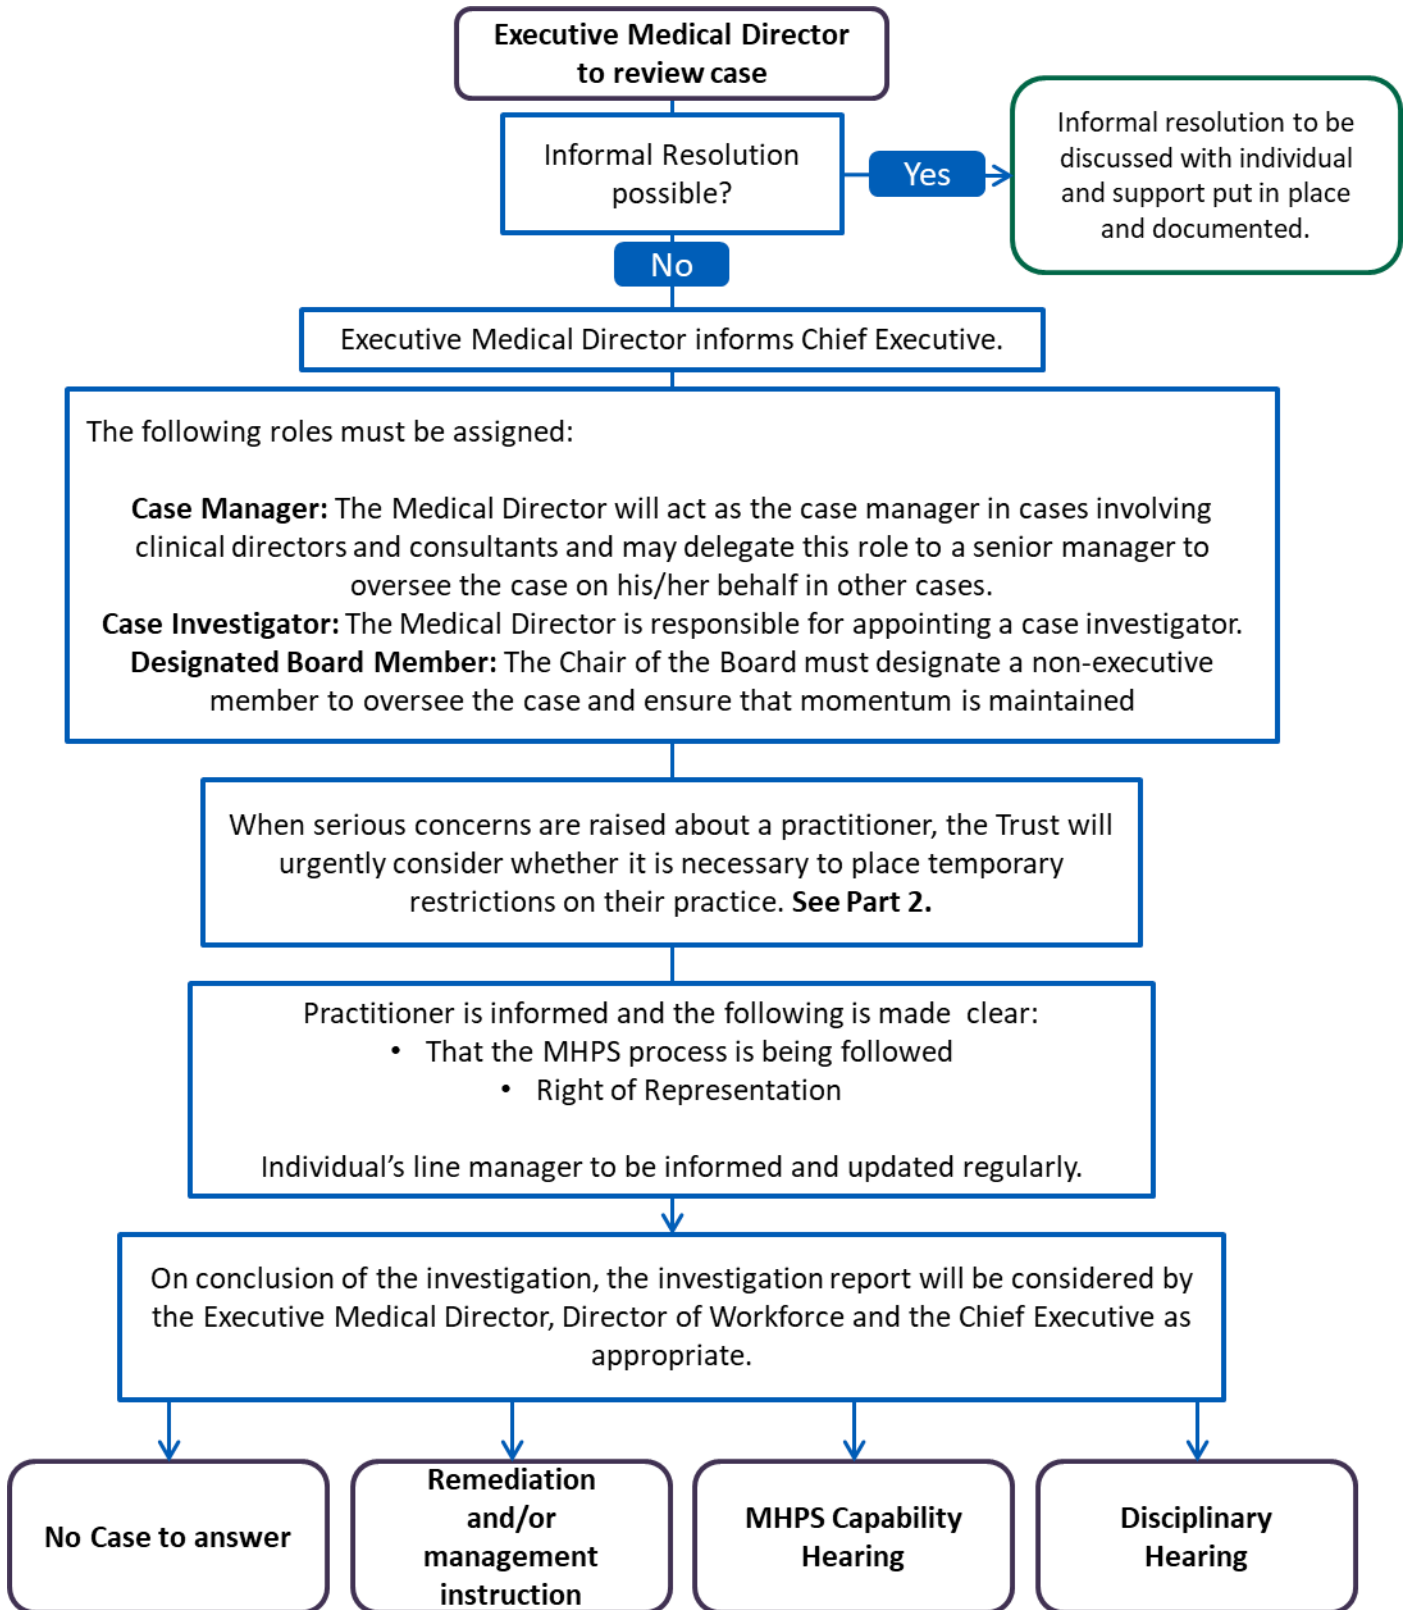 Executive Medical Director
to review case
Informal Resolution
possible?
Yes
Informal resolution to be
discussed with individual
and support put in place
and documented.
No
Executive Medical Director informs Chief Executive.
The following roles must be assigned:
Case Manager: The Medical Director will act as the case manager in cases involving
clinical directors and consultants and may delegate this role to a senior manager to
oversee the case on his/her behalf in other cases.
Case Investigator: The Medical Director is responsible for appointing a case investigator.
Designated Board Member: The Chair of the Board must designate a non-executive
member to oversee the case and ensure that momentum is maintained
When serious concerns are raised about a practitioner, the Trust will
urgently consider whether it is necessary to place temporary
restrictions on their practice. See Part 2.
Practitioner is informed and the following is made clear:
• That the MHPS process is being followed
• Right of Representation
Individual’s line manager to be informed and updated regularly.
On conclusion of the investigation, the investigation report will be considered by
the Executive Medical Director, Director of Workforce and the Chief Executive as
appropriate.
No Case to answer
Remediation
and/or
management
instruction
MHPS Capability
Hearing
Disciplinary
Hearing